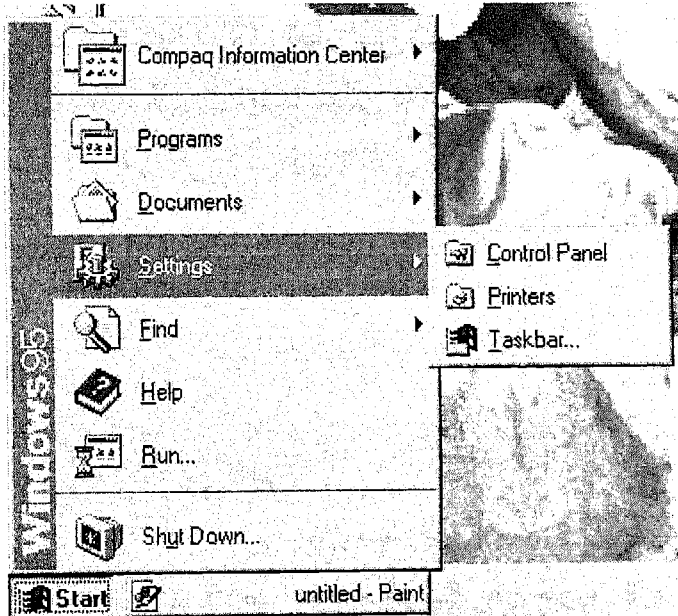 Compaq Information Center
Programs
Documents
Settings
Control Panel
Printers
Taskbar...
Find
Help
Run...
Shut Down...
Windows95
Start
untitled - Paint